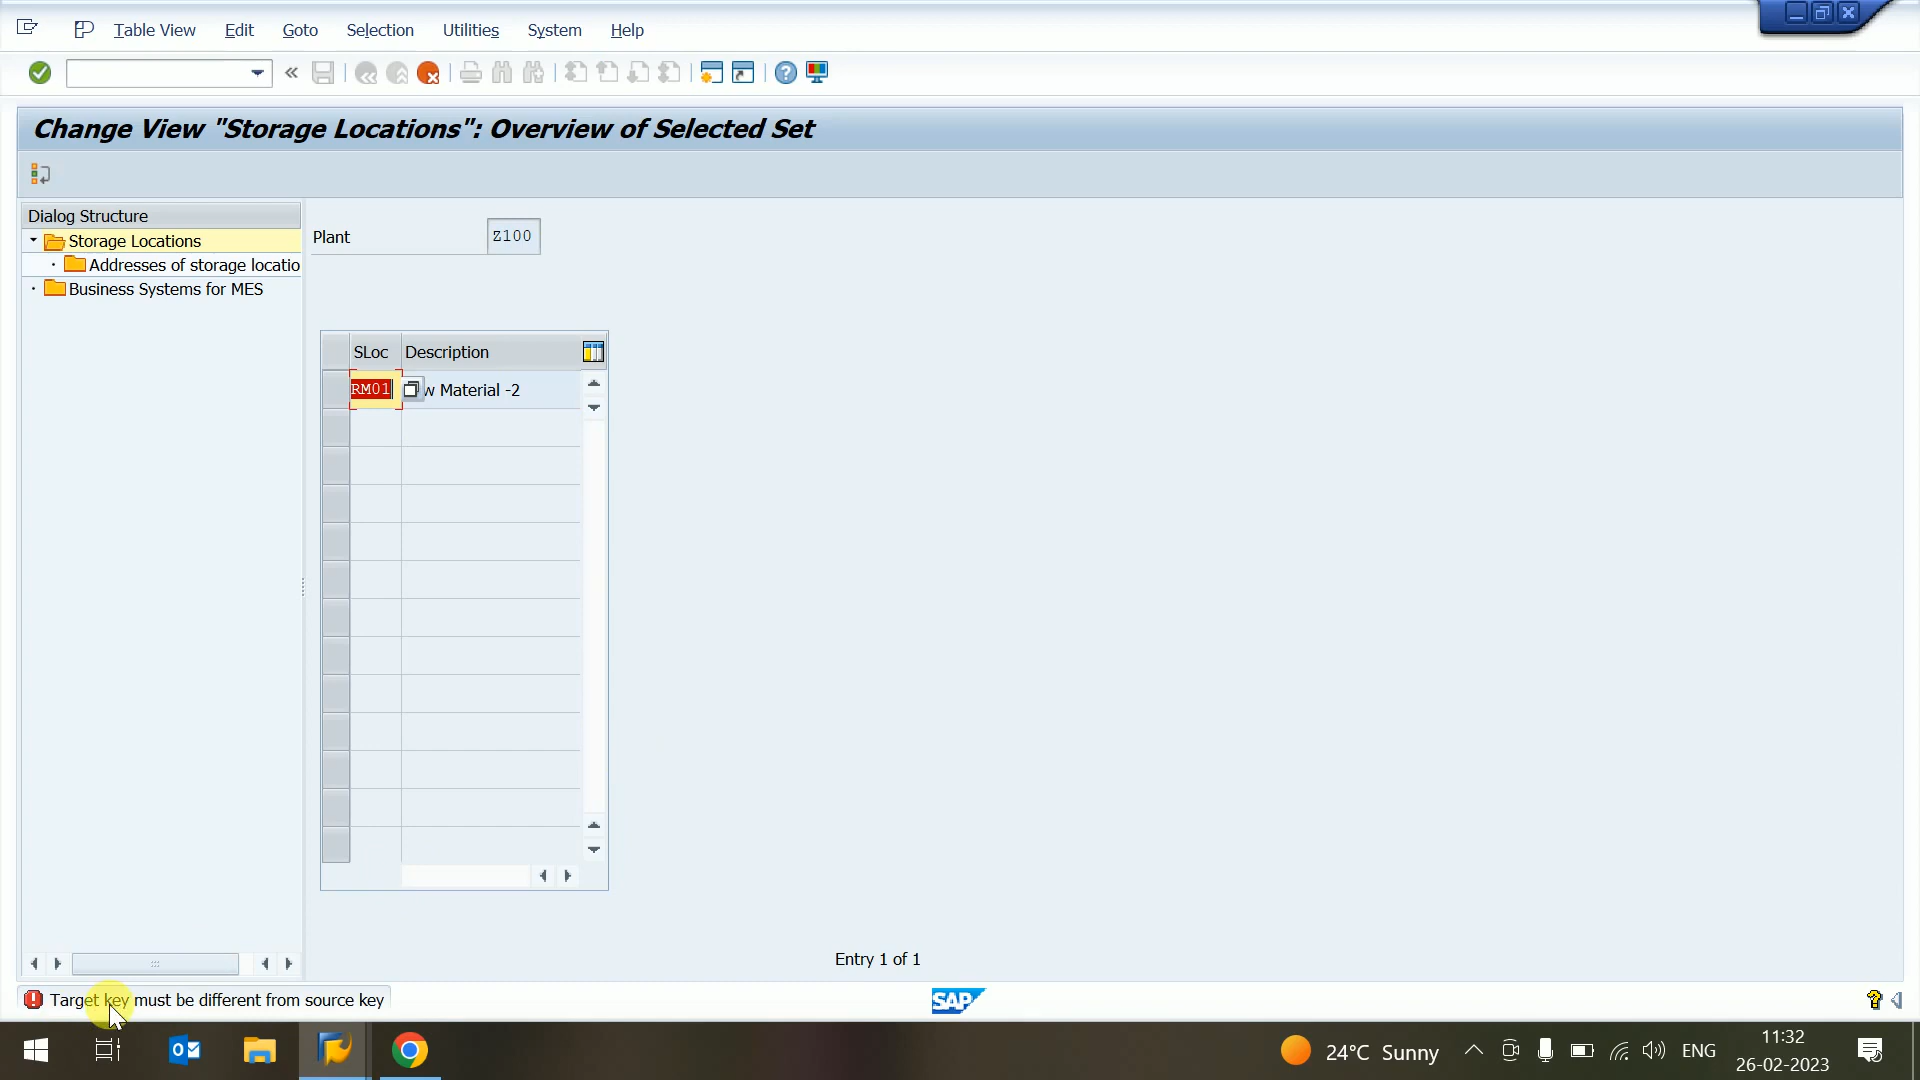 Table View Edit Goto Selection Utilities System Help
Change View "Storage Locations": Overview of Selected Set
Dialog Structure
Storage Locations
Addresses of storage locatio
Business Systems for MES
Plant Z100
SLoc Description
RM01 w Material -2
Entry 1 of 1
Target key must be different from source key
SAP
24°C Sunny
ENG
11:32
26-02-2023